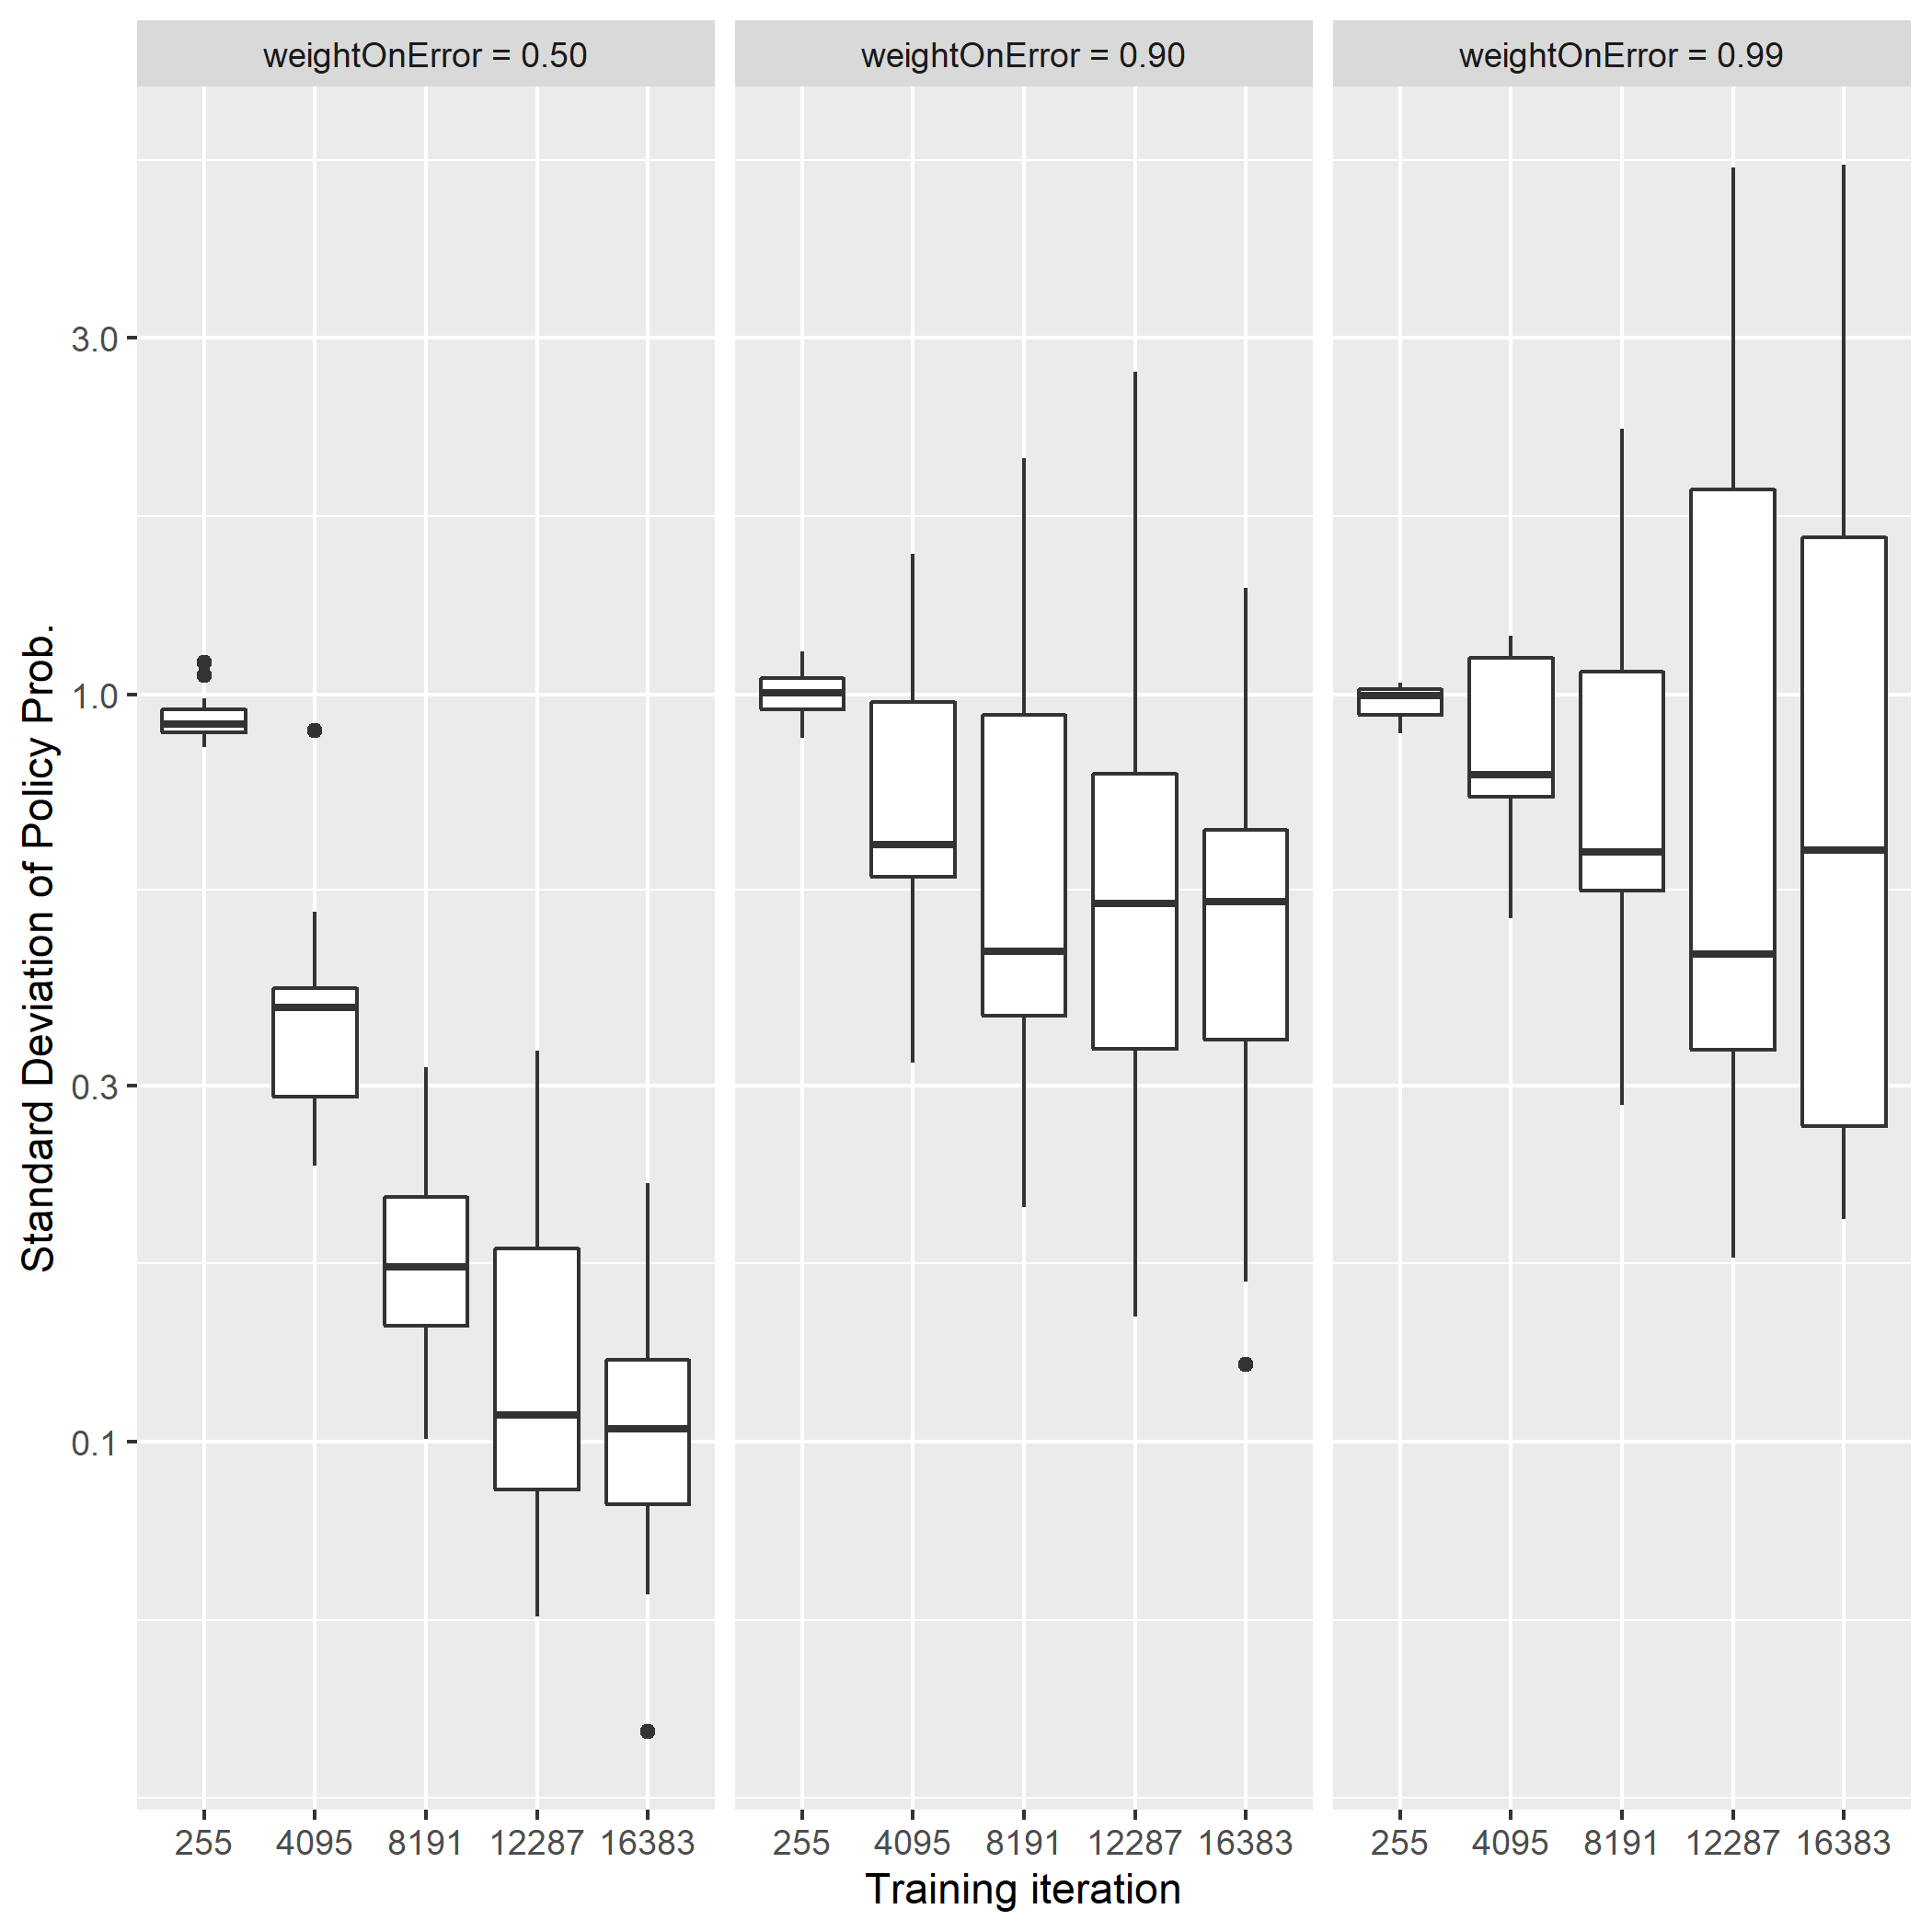 weightOnError = 0.50
weightOnError = 0.90
weightOnError = 0.99
Standard Deviation of Policy Prob.
3.0
1.0
0.3
0.1
255 4095 8191 12287 16383
255 4095 8191 12287 16383
255 4095 8191 12287 16383
Training iteration